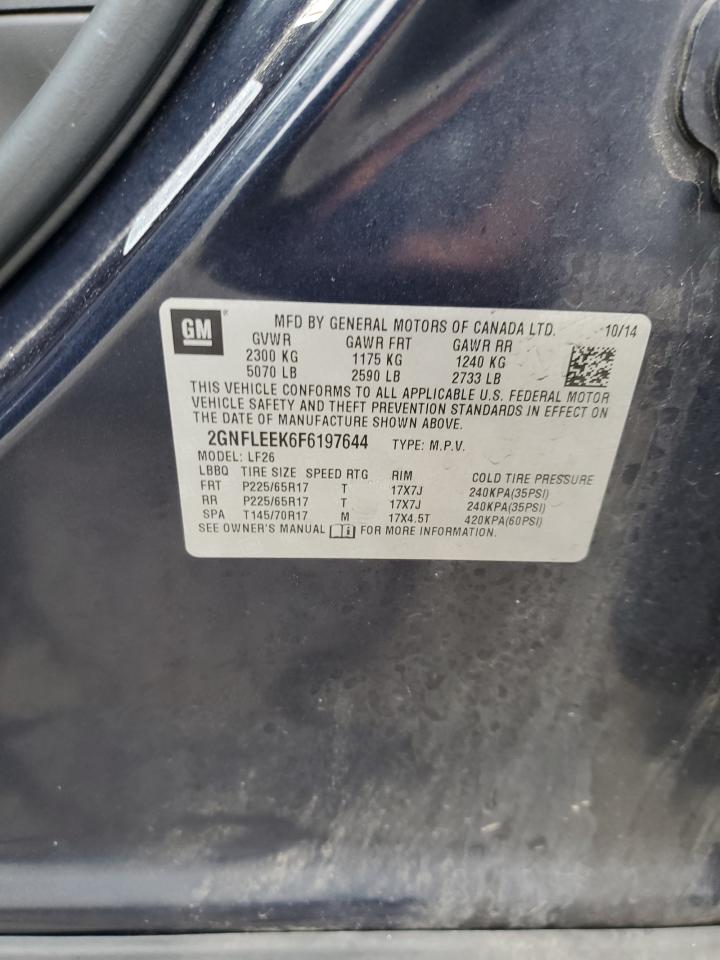 GM ® MFD BY GENERAL MOTORS OF CANADA LTD. 10/14
GVWR GAWR FRT GAWR RR
2300 KG 1175 KG 1240 KG
5070 LB 2590 LB 2733 LB
THIS VEHICLE CONFORMS TO ALL APPLICABLE U.S. FEDERAL MOTOR
VEHICLE SAFETY AND THEFT PREVENTION STANDARDS IN EFFECT ON
THE DATE OF MANUFACTURE SHOWN ABOVE.
2GNFLEEK6F6197644 TYPE: M.P.V.
MODEL: LF26
LBBQ TIRE SIZE SPEED RTG RIM COLD TIRE PRESSURE
FRT P225/65R17 T 17X7J 240KPA(35PSI)
RR P225/65R17 T 17X7J 240KPA(35PSI)
SPA T145/70R17 M 17X4.5T 420KPA(60PSI)
SEE OWNER'S MANUAL FOR MORE INFORMATION.